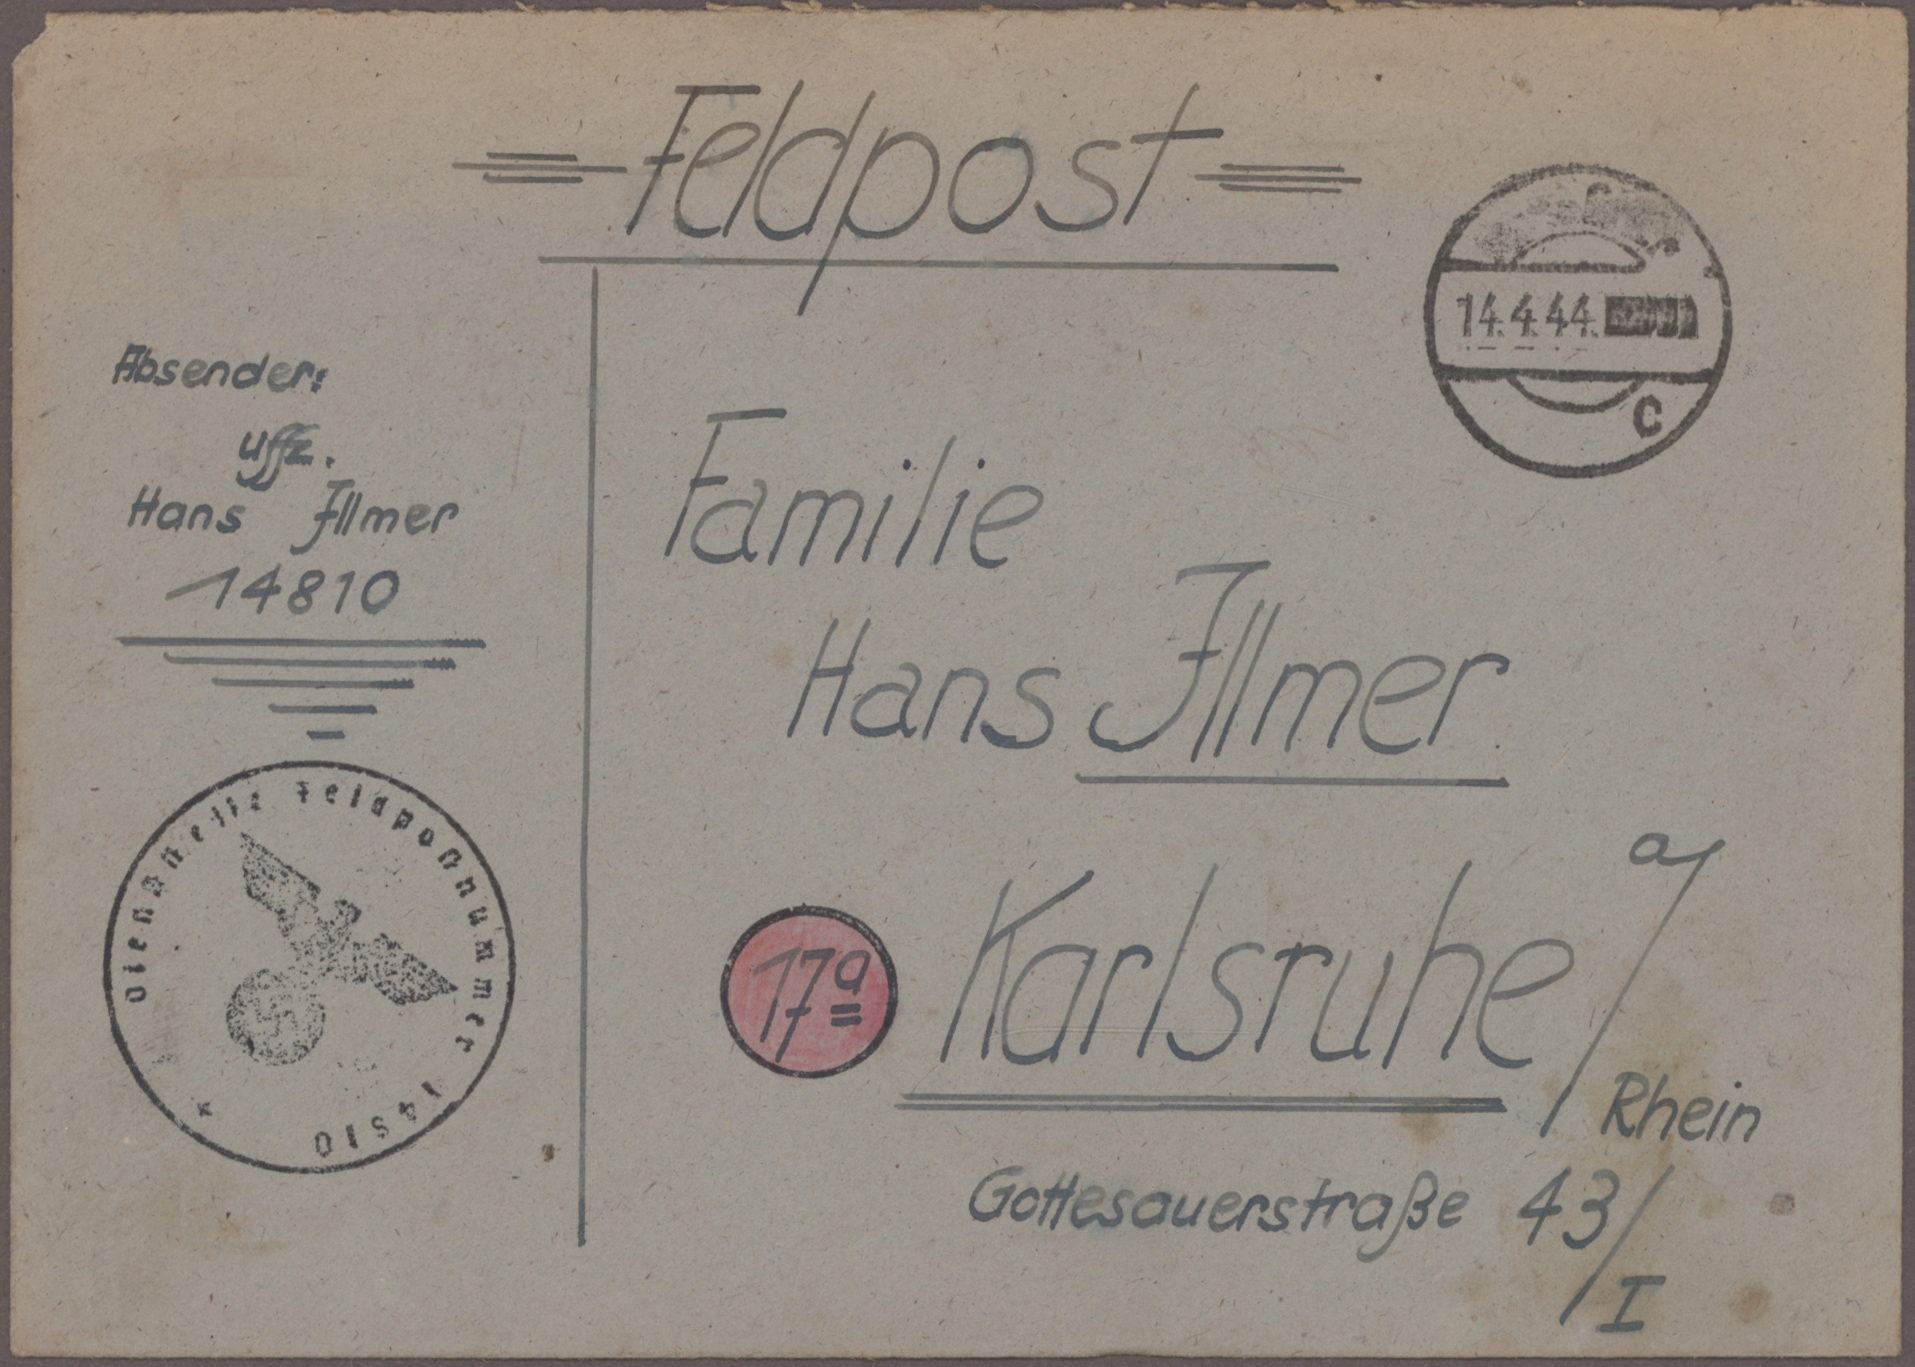 Feldpost
14.4.44
c
Absender:
Uffz.
Hans Illmer
14810
Familie
Hans Illmer
17a Karlsruhe a/
Rhein
Gottesauerstraße 43/
I
Dienststelle Feldpostnummer 14810